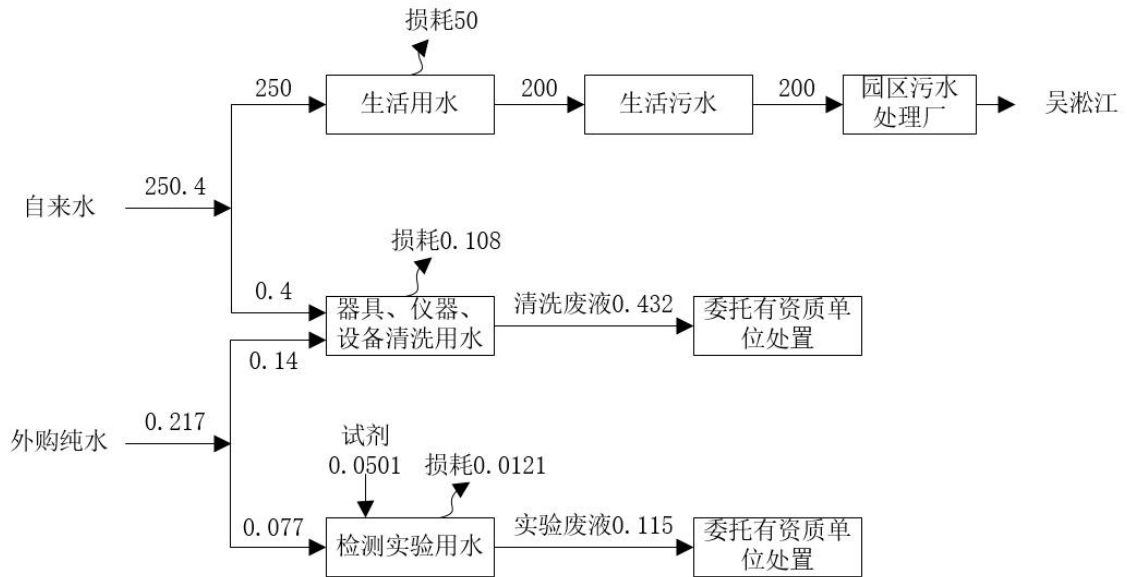 损耗50
250
生活用水
200
生活污水
200
园区污水
处理厂
吴淞江
自来水
250.4
损耗0.108
0.4
器具、仪器、
设备清洗用水
清洗废液0.432
委托有资质单
位处置
0.14
外购纯水
0.217
试剂
0.0501
损耗0.0121
0.077
检测实验用水
实验废液0.115
委托有资质单
位处置